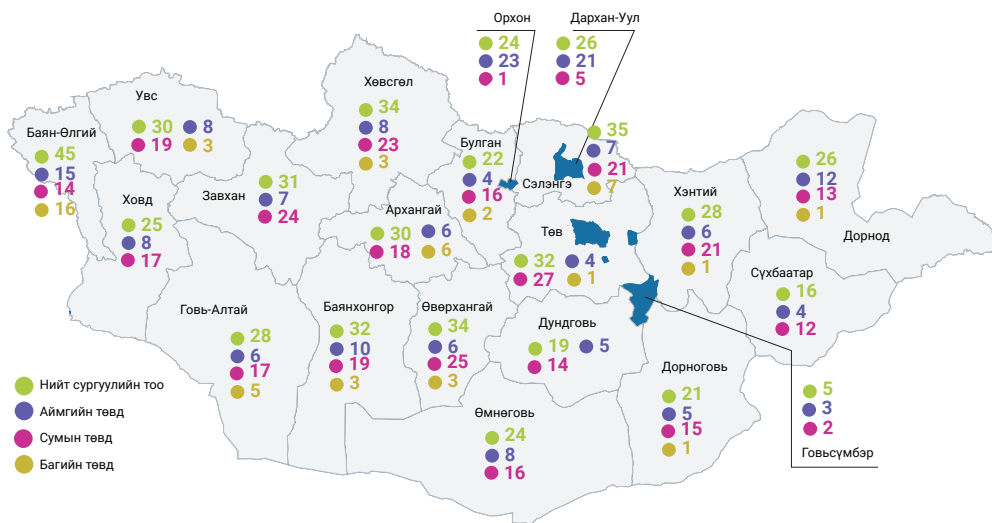 Орхон
24
23
1
Дархан-Уул
26
21
5
Хөвсгөл
34
8
23
3
Увс
30 8
19 3
Баян-Өлгий
45
15
14
16
Булган
22
4
16
2
Сэлэнгэ
35
7
21
7
26
12
13
1
Дорнод
Завхан
31
7
24
Ховд
25
8
17
Архангай
6
30
18 6
Төв
32 4
27 1
Хэнтий
28
6
21
1
Сүхбаатар
16
4
12
Говь-Алтай
28
6
17
5
Баянхонгор
32
10
19
3
Өвөрхангай
34
6
25
3
Дундговь
19 5
14
Дорноговь
21
5
15
1
Өмнөговь
24
8
16
5
3
2
Говьсүмбэр
Нийт сургуулийн тоо
Аймгийн төвд
Сумын төвд
Багийн төвд